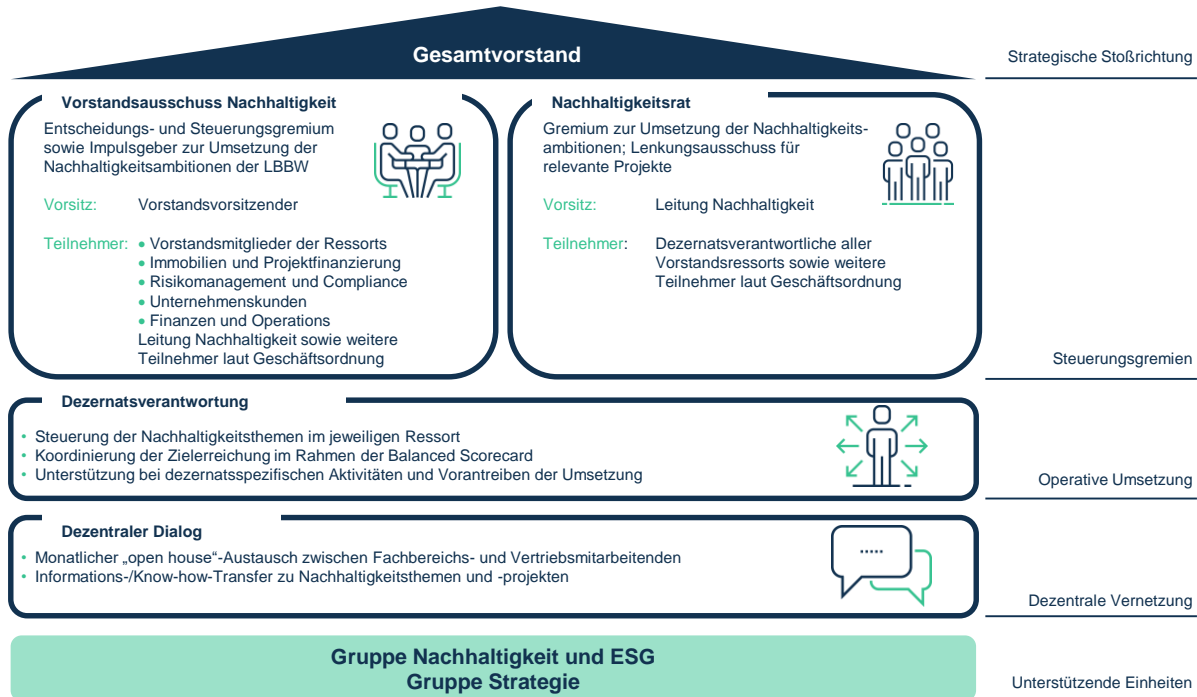 Gesamtvorstand
Strategische Stoßrichtung
Vorstandsausschuss Nachhaltigkeit
Entscheidungs- und Steuerungsgremium
sowie Impulsgeber zur Umsetzung der
Nachhaltigkeitsambitionen der LBBW
Vorsitz: Vorstandsvorsitzender
Teilnehmer: • Vorstandsmitglieder der Ressorts
• Immobilien und Projektfinanzierung
• Risikomanagement und Compliance
• Unternehmenskunden
• Finanzen und Operations
Leitung Nachhaltigkeit sowie weitere
Teilnehmer laut Geschäftsordnung
Nachhaltigkeitsrat
Gremium zur Umsetzung der Nachhaltigkeits-
ambitionen; Lenkungsausschuss für
relevante Projekte
Vorsitz: Leitung Nachhaltigkeit
Teilnehmer: Dezernatsverantwortliche aller
Vorstandsressorts sowie weitere
Teilnehmer laut Geschäftsordnung
Steuerungsgremien
Dezernatsverantwortung
• Steuerung der Nachhaltigkeitsthemen im jeweiligen Ressort
• Koordinierung der Zielerreichung im Rahmen der Balanced Scorecard
• Unterstützung bei dezernatsspezifischen Aktivitäten und Vorantreiben der Umsetzung
Operative Umsetzung
Dezentraler Dialog
• Monatlicher „open house“-Austausch zwischen Fachbereichs- und Vertriebsmitarbeitenden
• Informations-/Know-how-Transfer zu Nachhaltigkeitsthemen und -projekten
Dezentrale Vernetzung
Gruppe Nachhaltigkeit und ESG
Gruppe Strategie
Unterstützende Einheiten